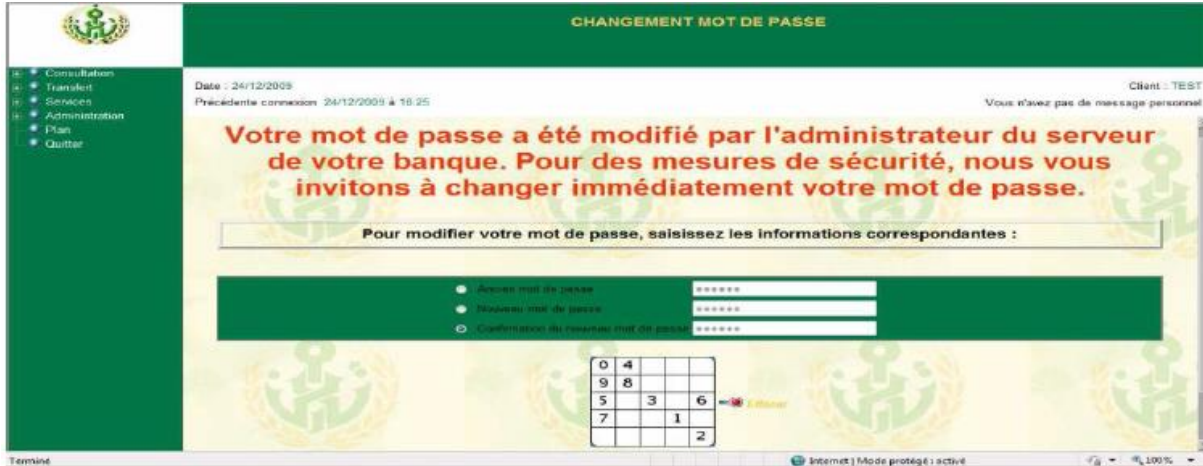 CHANGEMENT MOT DE PASSE
Consultation
Transfert
Services
Administration
Plan
Quitter
Date : 24/12/2009
Client : TEST
Précédente connexion 24/12/2009 à 16:25
Vous n'avez pas de message personnel
Votre mot de passe a été modifié par l'administrateur du serveur
de votre banque. Pour des mesures de sécurité, nous vous
invitons à changer immédiatement votre mot de passe.
Pour modifier votre mot de passe, saisissez les informations correspondantes :
Ancien mot de passe ******
Nouveau mot de passe ******
Confirmation du nouveau mot de passe ******
0 4
9 8
5 3 6 Effacer
7 1
2
Terminé
Internet | Mode protégé : activé
100%